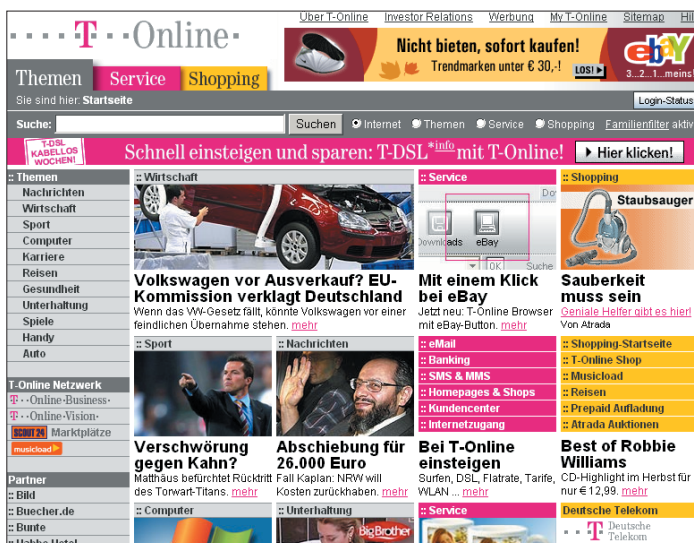 Über T-Online Investor Relations Werbung My T-Online Sitemap
T Online
Nicht bieten, sofort kaufen!
Trendmarken unter € 30,-! LOS!
ebay
3...2...1...meins!
Themen Service Shopping
Sie sind hier: Startseite
Login-Status
Suche: Suchen Internet Themen Service Shopping Familienfilter aktiv
T-DSL
KABELLOS
WOCHEN!
Schnell einsteigen und sparen: T-DSL*info mit T-Online! Hier klicken!
:: Themen
Nachrichten
Wirtschaft
Sport
Computer
Karriere
Reisen
Gesundheit
Unterhaltung
Spiele
Handy
Auto
T-Online Netzwerk
T··Online·Business·
T··Online·Vision·
SCOUT 24 Marktplätze
musicload
Partner
:: Bild
:: Buecher.de
:: Bunte
:: Habbo Hotel
:: Wirtschaft
Volkswagen vor Ausverkauf? EU-
Kommission verklagt Deutschland
Wenn das VW-Gesetz fällt, könnte Volkswagen vor einer
feindlichen Übernahme stehen. mehr
:: Sport
Verschwörung
gegen Kahn?
Matthäus befürchtet Rücktritt
des Torwart-Titans. mehr
:: Nachrichten
Abschiebung für
26.000 Euro
Fall Kaplan: NRW will
Kosten zurückhaben. mehr
:: Computer
:: Unterhaltung
BigBrother
:: Service
Do
Downloads eBay
OK Suche
Mit einem Klick
bei eBay
Jetzt neu: T-Online Browser
mit eBay-Button. mehr
:: eMail
:: Banking
:: SMS & MMS
:: Homepages & Shops
:: Kundencenter
:: Internetzugang
Bei T-Online
einsteigen
Surfen, DSL, Flatrate, Tarife,
WLAN ... mehr
:: Service
:: Shopping
Staubsauger
Sauberkeit
muss sein
Geniale Helfer gibt es hier!
Von Atrada
:: Shopping-Startseite
:: T-Online Shop
:: Musicload
:: Reisen
:: Prepaid Aufladung
:: Atrada Auktionen
Best of Robbie
Williams
CD-Highlight im Herbst für
nur € 12,99. mehr
Deutsche Telekom
T Deutsche
Telekom